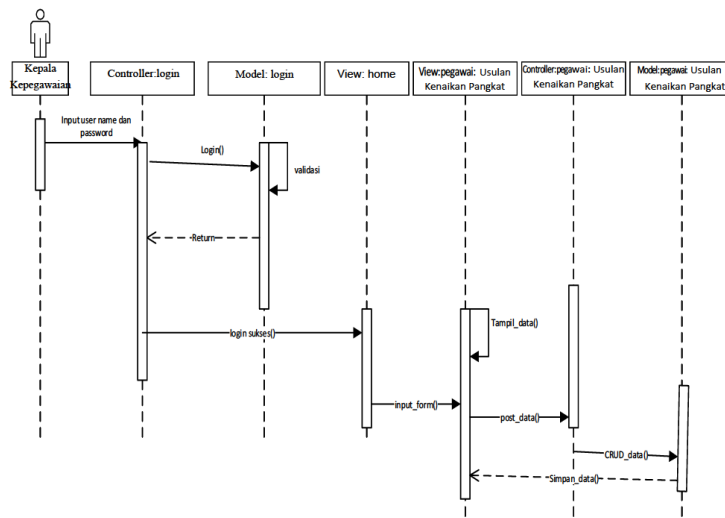 Kepala
Kepegawaian
Controller:login
Model: login
View: home
View:pegawai: Usulan
Kenaikan Pangkat
Controller:pegawai: Usulan
Kenaikan Pangkat
Model:pegawai: Usulan
Kenaikan Pangkat
Input user name dan
password
Login()
validasi
Return
login sukses()
Tampil_data()
input_form()
post_data()
CRUD_data()
Simpan_data()